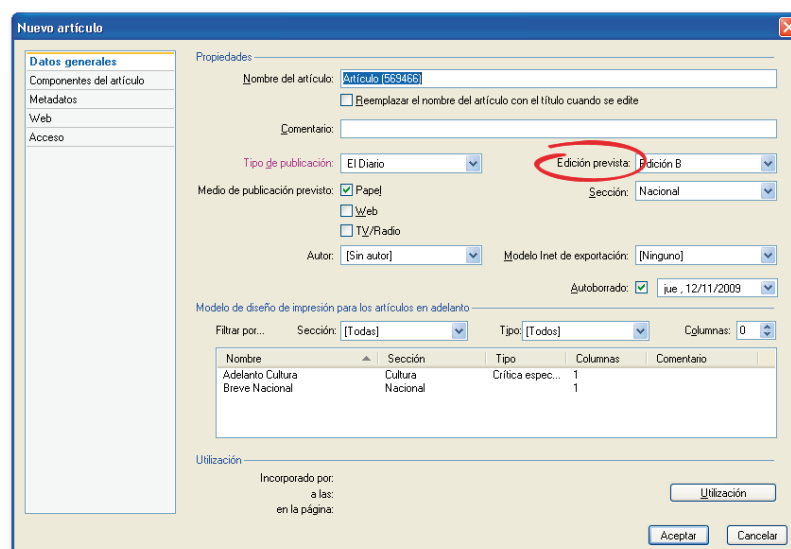 Nuevo artículo
Datos generales
Componentes del artículo
Metadatos
Web
Acceso
Propiedades
Nombre del artículo: Artículo [569466]
Reemplazar el nombre del artículo con el título cuando se edite
Comentario:
Tipo de publicación: El Diario Edición prevista: Edición B
Medio de publicación previsto: Papel Sección: Nacional
Web
TV/Radio
Autor: [Sin autor] Modelo Inet de exportación: [Ninguno]
Autoborrado: jue , 12/11/2009
Modelo de diseño de impresión para los artículos en adelanto
Filtrar por... Sección: [Todas] Tipo: [Todos] Columnas: 0
Nombre Sección Tipo Columnas Comentario
Adelanto Cultura Cultura Crítica espec... 1
Breve Nacional Nacional 1
Utilización
Incorporado por:
a las: Utilización
en la página:
Aceptar Cancelar